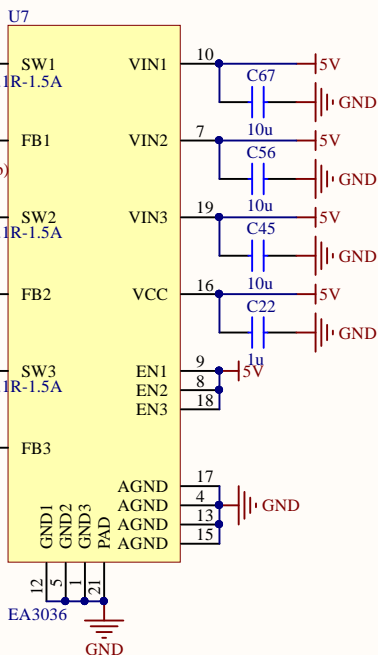 U7
10
SW1
VIN1
5V
1R-1.5A
C67
GND
10u
7
FB1
VIN2
5V
C56
GND
10u
19
SW2
VIN3
5V
1R-1.5A
C45
GND
10u
16
FB2
VCC
5V
C22
GND
1u
9
SW3
EN1
5V
1R-1.5A
8
EN2
18
EN3
FB3
17
AGND
4
AGND
GND
13
AGND
15
AGND
GND1
GND2
GND3
PAD
12
5
1
21
EA3036
GND